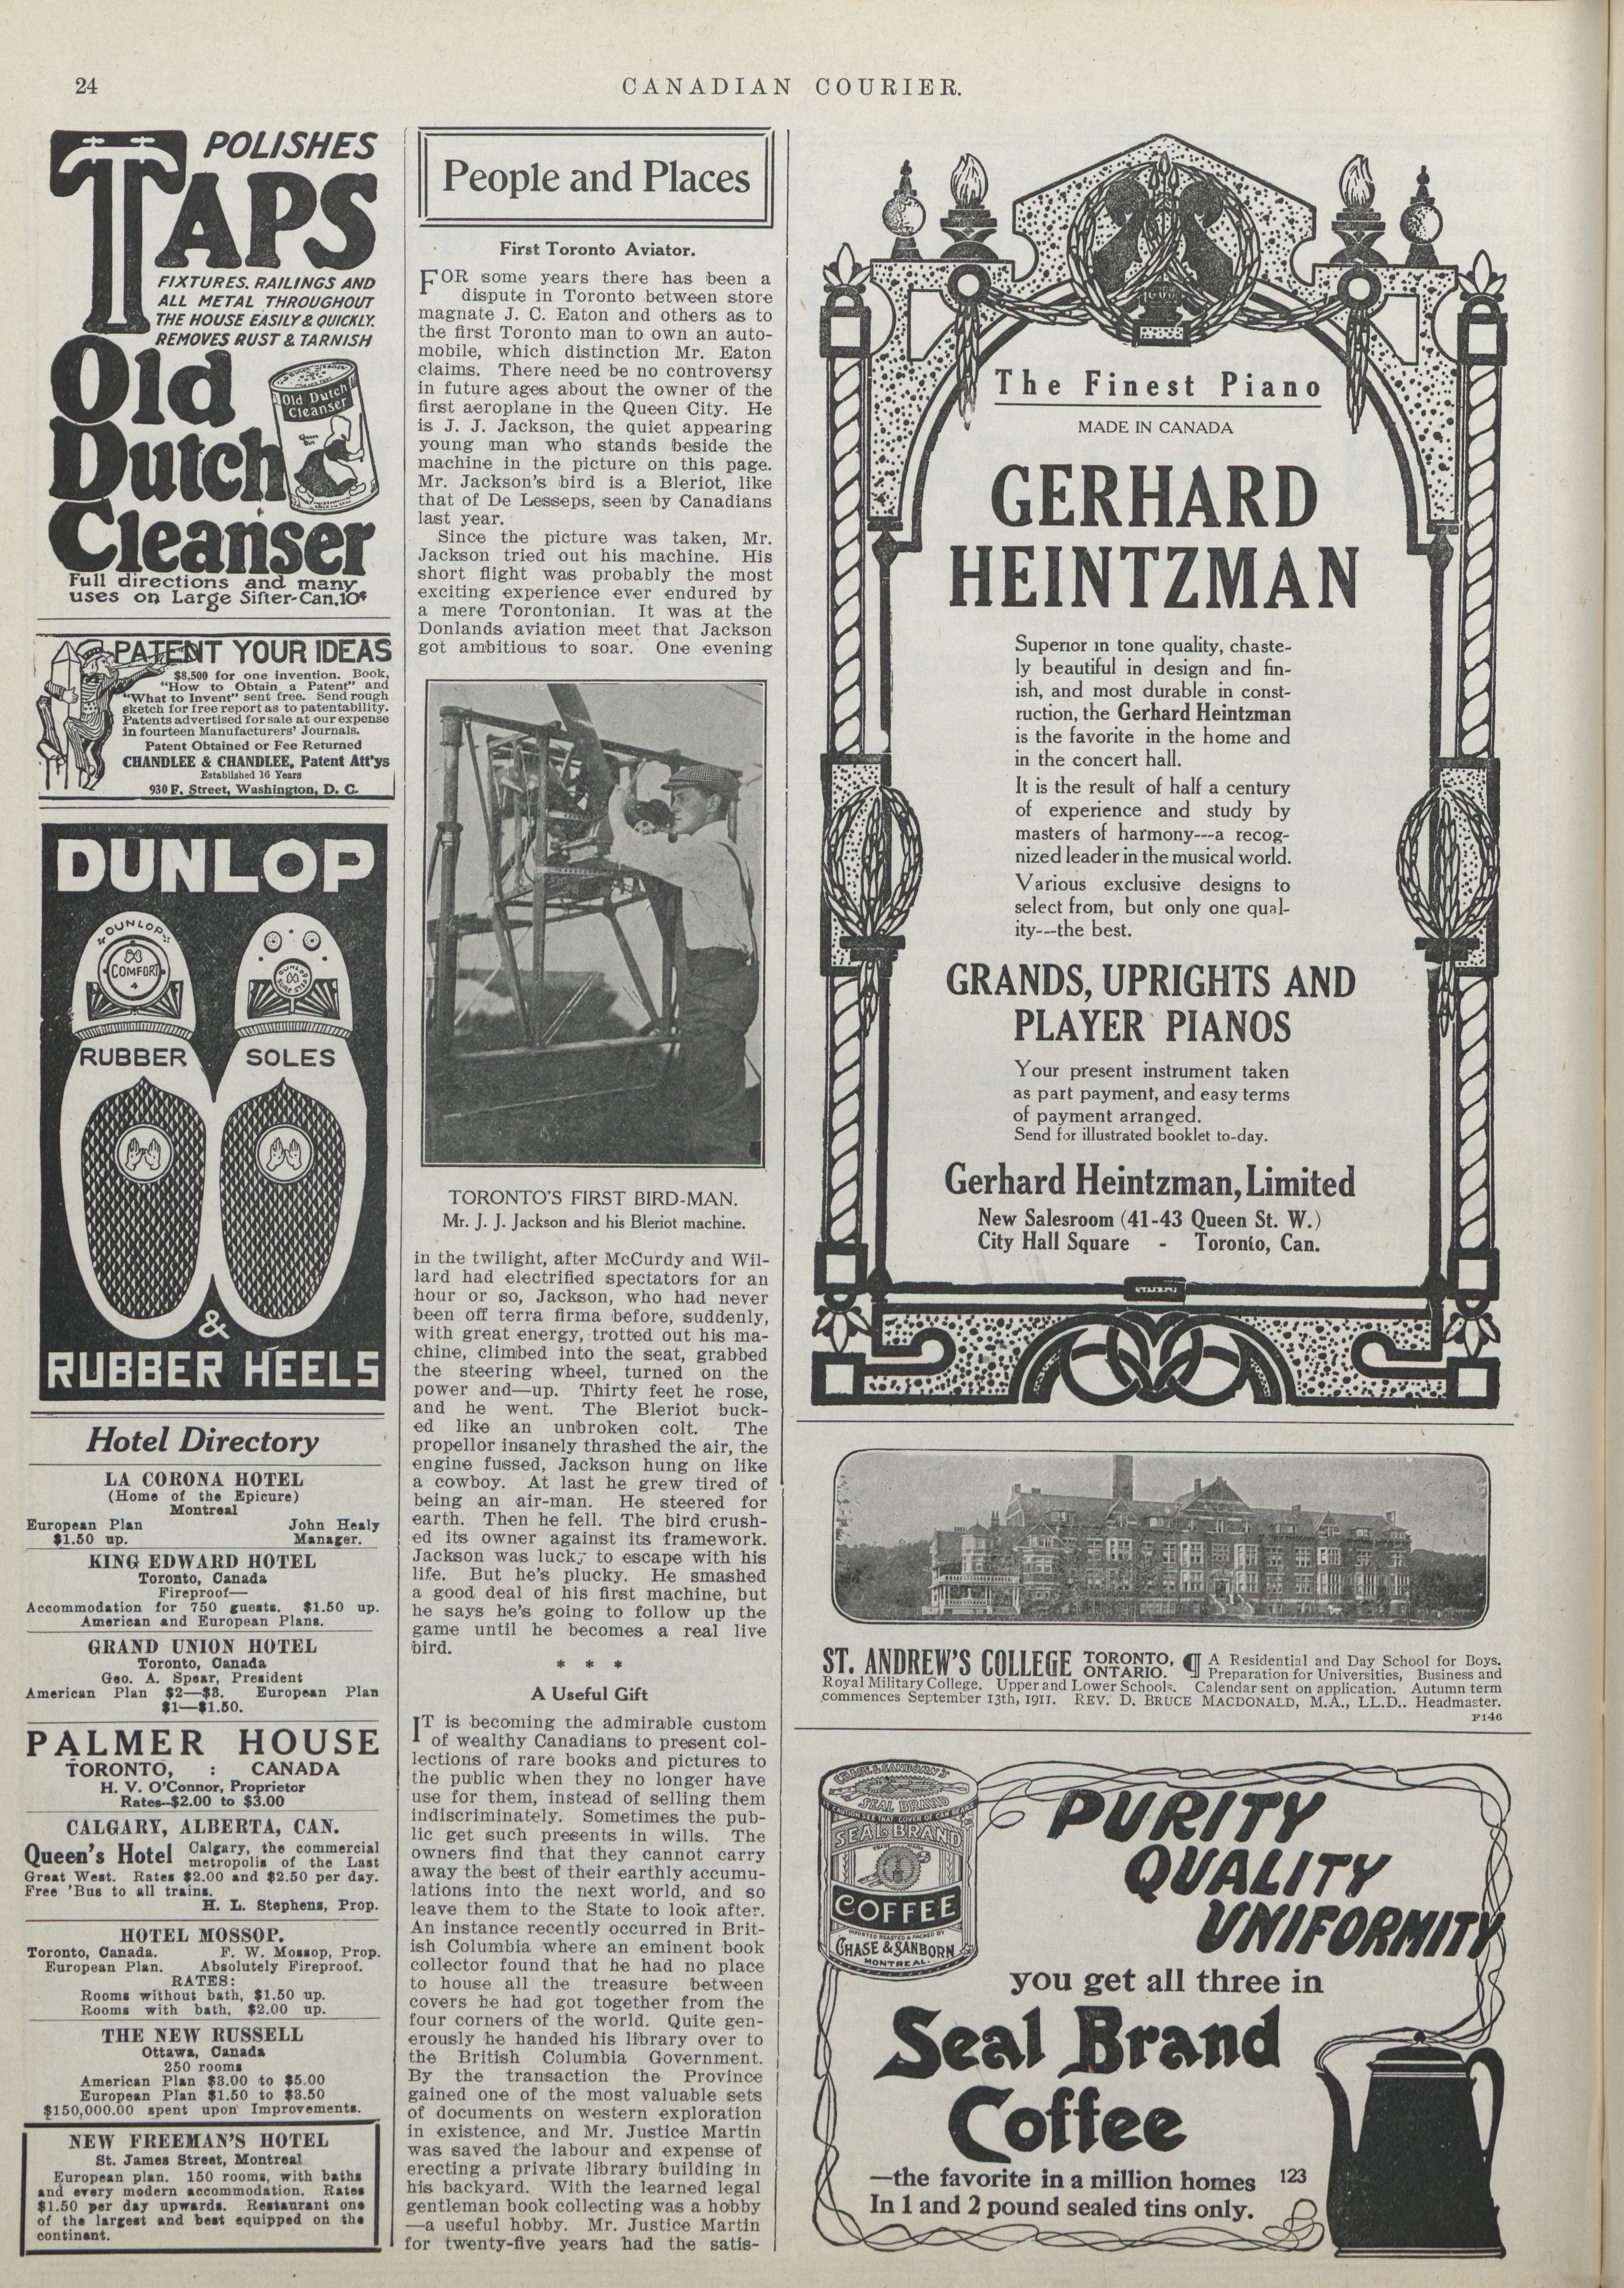 24
CANADIAN COURIER.
POLISHES
TAPS
FIXTURES, RAILINGS AND
ALL METAL THROUGHOUT
THE HOUSE EASILY & QUICKLY.
REMOVES RUST & TARNISH
Old
Dutch
Cleanser
Old Dutch
Cleanser
Full directions and many
uses on Large Sifter-Can, 10¢
PATENT YOUR IDEAS
$8,500 for one invention. Book,
"How to Obtain a Patent" and
"What to Invent" sent free. Send rough
sketch for free report as to patentability.
Patents advertised for sale at our expense
in fourteen Manufacturers' Journals.
Patent Obtained or Fee Returned
CHANDLEE & CHANDLEE, Patent Att'ys
Established 16 Years
930 F. Street, Washington, D. C.
DUNLOP
DUNLOP
COMFORT
4
RUBBER SOLES
&
RUBBER HEELS
Hotel Directory
LA CORONA HOTEL
(Home of the Epicure)
Montreal
European Plan John Healy
$1.50 up. Manager.
KING EDWARD HOTEL
Toronto, Canada
Fireproof—
Accommodation for 750 guests. $1.50 up.
American and European Plans.
GRAND UNION HOTEL
Toronto, Canada
Geo. A. Spear, President
American Plan $2—$3. European Plan
$1—$1.50.
PALMER HOUSE
TORONTO, : CANADA
H. V. O'Connor, Proprietor
Rates--$2.00 to $3.00
CALGARY, ALBERTA, CAN.
Queen's Hotel Calgary, the commercial
metropolis of the Last
Great West. Rates $2.00 and $2.50 per day.
Free 'Bus to all trains.
H. L. Stephens, Prop.
HOTEL MOSSOP.
Toronto, Canada. F. W. Mossop, Prop.
European Plan. Absolutely Fireproof.
RATES:
Rooms without bath, $1.50 up.
Rooms with bath, $2.00 up.
THE NEW RUSSELL
Ottawa, Canada
250 rooms
American Plan $3.00 to $5.00
European Plan $1.50 to $3.50
$150,000.00 spent upon Improvements.
NEW FREEMAN'S HOTEL
St. James Street, Montreal
European plan. 150 rooms, with baths
and every modern accommodation. Rates
$1.50 per day upwards. Restaurant one
of the largest and best equipped on the
continent.
People and Places
First Toronto Aviator.
FOR some years there has been a
dispute in Toronto between store
magnate J. C. Eaton and others as to
the first Toronto man to own an auto-
mobile, which distinction Mr. Eaton
claims. There need be no controversy
in future ages about the owner of the
first aeroplane in the Queen City. He
is J. J. Jackson, the quiet appearing
young man who stands beside the
machine in the picture on this page.
Mr. Jackson's bird is a Bleriot, like
that of De Lesseps, seen by Canadians
last year.
Since the picture was taken, Mr.
Jackson tried out his machine. His
short flight was probably the most
exciting experience ever endured by
a mere Torontonian. It was at the
Donlands aviation meet that Jackson
got ambitious to soar. One evening
TORONTO'S FIRST BIRD-MAN.
Mr. J. J. Jackson and his Bleriot machine.
in the twilight, after McCurdy and Wil-
lard had electrified spectators for an
hour or so, Jackson, who had never
been off terra firma before, suddenly,
with great energy, trotted out his ma-
chine, climbed into the seat, grabbed
the steering wheel, turned on the
power and—up. Thirty feet he rose,
and he went. The Bleriot buck-
ed like an unbroken colt. The
propellor insanely thrashed the air, the
engine fussed, Jackson hung on like
a cowboy. At last he grew tired of
being an air-man. He steered for
earth. Then he fell. The bird crush-
ed its owner against its framework.
Jackson was lucky to escape with his
life. But he's plucky. He smashed
a good deal of his first machine, but
he says he's going to follow up the
game until he becomes a real live
bird.
* * *
A Useful Gift
IT is becoming the admirable custom
of wealthy Canadians to present col-
lections of rare books and pictures to
the public when they no longer have
use for them, instead of selling them
indiscriminately. Sometimes the pub-
lic get such presents in wills. The
owners find that they cannot carry
away the best of their earthly accumu-
lations into the next world, and so
leave them to the State to look after.
An instance recently occurred in Brit-
ish Columbia where an eminent book
collector found that he had no place
to house all the treasure between
covers he had got together from the
four corners of the world. Quite gen-
erously he handed his library over to
the British Columbia Government.
By the transaction the Province
gained one of the most valuable sets
of documents on western exploration
in existence, and Mr. Justice Martin
was saved the labour and expense of
erecting a private library building in
his backyard. With the learned legal
gentleman book collecting was a hobby
—a useful hobby. Mr. Justice Martin
for twenty-five years had the satis-
The Finest Piano
MADE IN CANADA
GERHARD
HEINTZMAN
Superior in tone quality, chaste-
ly beautiful in design and fin-
ish, and most durable in const-
ruction, the Gerhard Heintzman
is the favorite in the home and
in the concert hall.
It is the result of half a century
of experience and study by
masters of harmony---a recog-
nized leader in the musical world.
Various exclusive designs to
select from, but only one qual-
ity---the best.
GRANDS, UPRIGHTS AND
PLAYER PIANOS
Your present instrument taken
as part payment, and easy terms
of payment arranged.
Send for illustrated booklet to-day.
Gerhard Heintzman, Limited
New Salesroom (41-43 Queen St. W.)
City Hall Square - Toronto, Can.
ST. ANDREW'S COLLEGE TORONTO, ONTARIO. ¶ A Residential and Day School for Boys.
Preparation for Universities, Business and
Royal Military College. Upper and Lower Schools. Calendar sent on application. Autumn term
commences September 13th, 1911. REV. D. BRUCE MACDONALD, M.A., LL.D.. Headmaster.
F146
CHASE & SANBORN'S
SEAL BRAND
SEAL BRAND
COFFEE
CHASE & SANBORN
MONTREAL.
PURITY
QUALITY
UNIFORMITY
you get all three in
Seal Brand
Coffee
—the favorite in a million homes 123
In 1 and 2 pound sealed tins only.